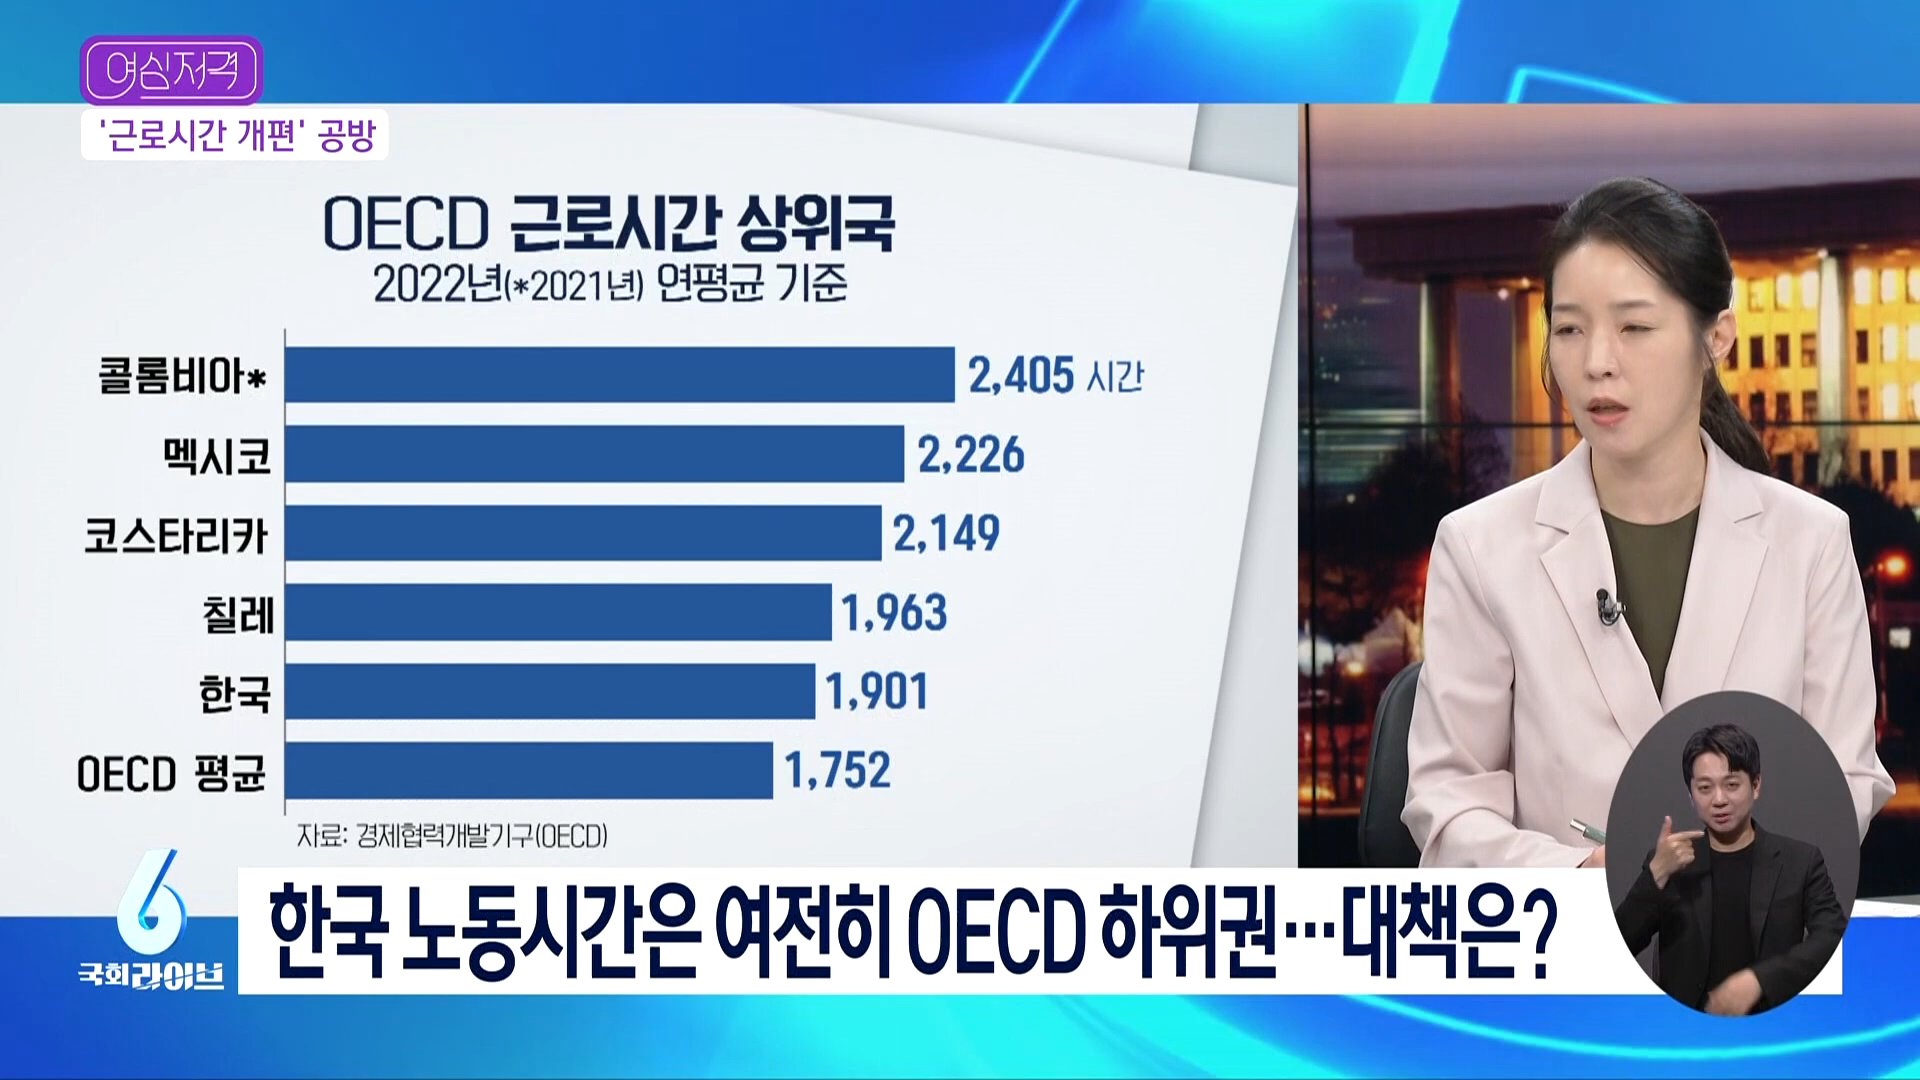 여심저격
'근로시간 개편' 공방
OECD 근로시간 상위국
2022년(*2021년) 연평균 기준
콜롬비아* 2,405 시간
멕시코 2,226
코스타리카 2,149
칠레 1,963
한국 1,901
OECD 평균 1,752
자료: 경제협력개발기구(OECD)
6
국회라이브
한국 노동시간은 여전히 OECD 하위권…대책은?